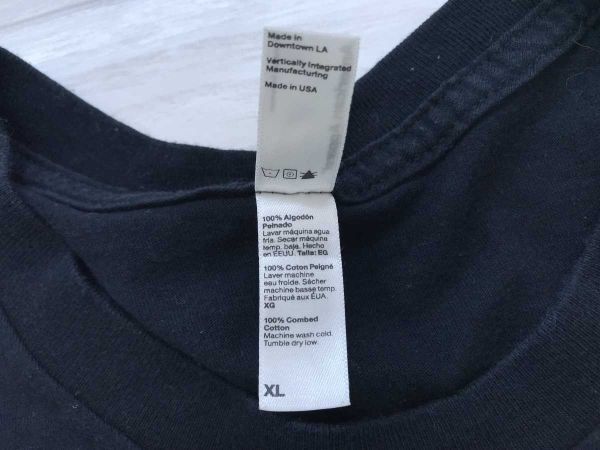 Made in
Downtown LA
Vertically Integrated
Manufacturing
Made in USA
100% Algodón
Peinado
Lavar máquina agua
fría. Secar máquina
temp. baja. Hecho
en EEUU. Talla: EG
100% Coton Peigné
Laver machine
eau froide. Sécher
machine basse temp.
Fabriqué aux ÉUA.
XG
100% Combed
Cotton
Machine wash cold.
Tumble dry low.
XL